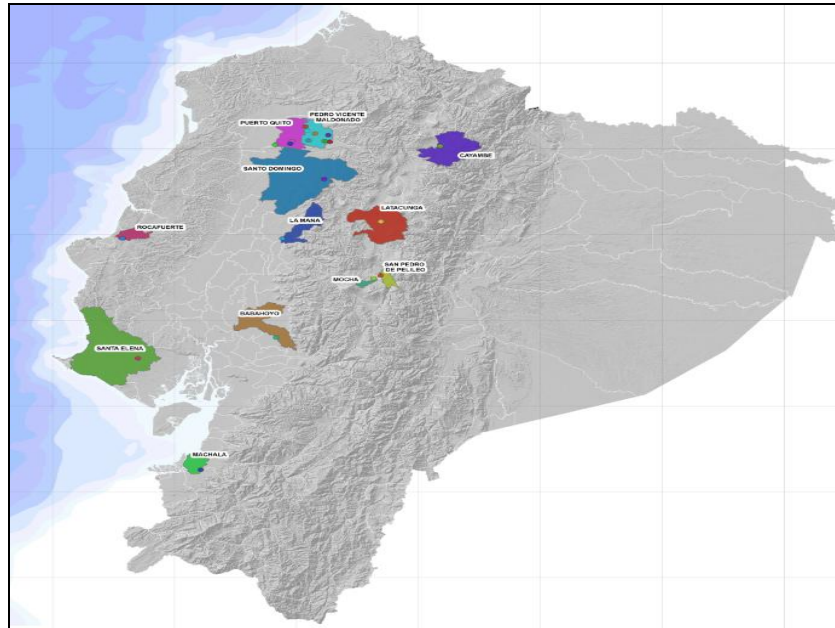 PEDRO VICENTE
MALDONADO
PUERTO QUITO
CAYAMBE
SANTO DOMINGO
LATACUNGA
LA MANA
ROCAFUERTE
SAN PEDRO
DE PELILEO
MOCHA
BABAHOYO
SANTA ELENA
MACHALA